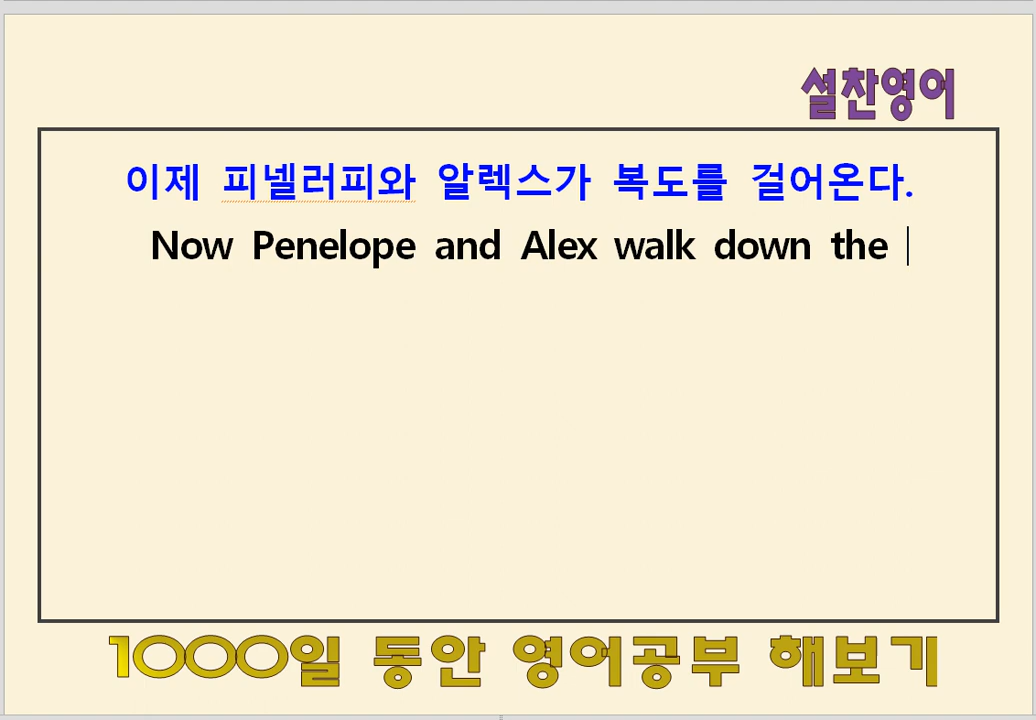 설찬영어
이제 피넬러피와 알렉스가 복도를 걸어온다.
Now Penelope and Alex walk down the
1000일 동안 영어공부 해보기